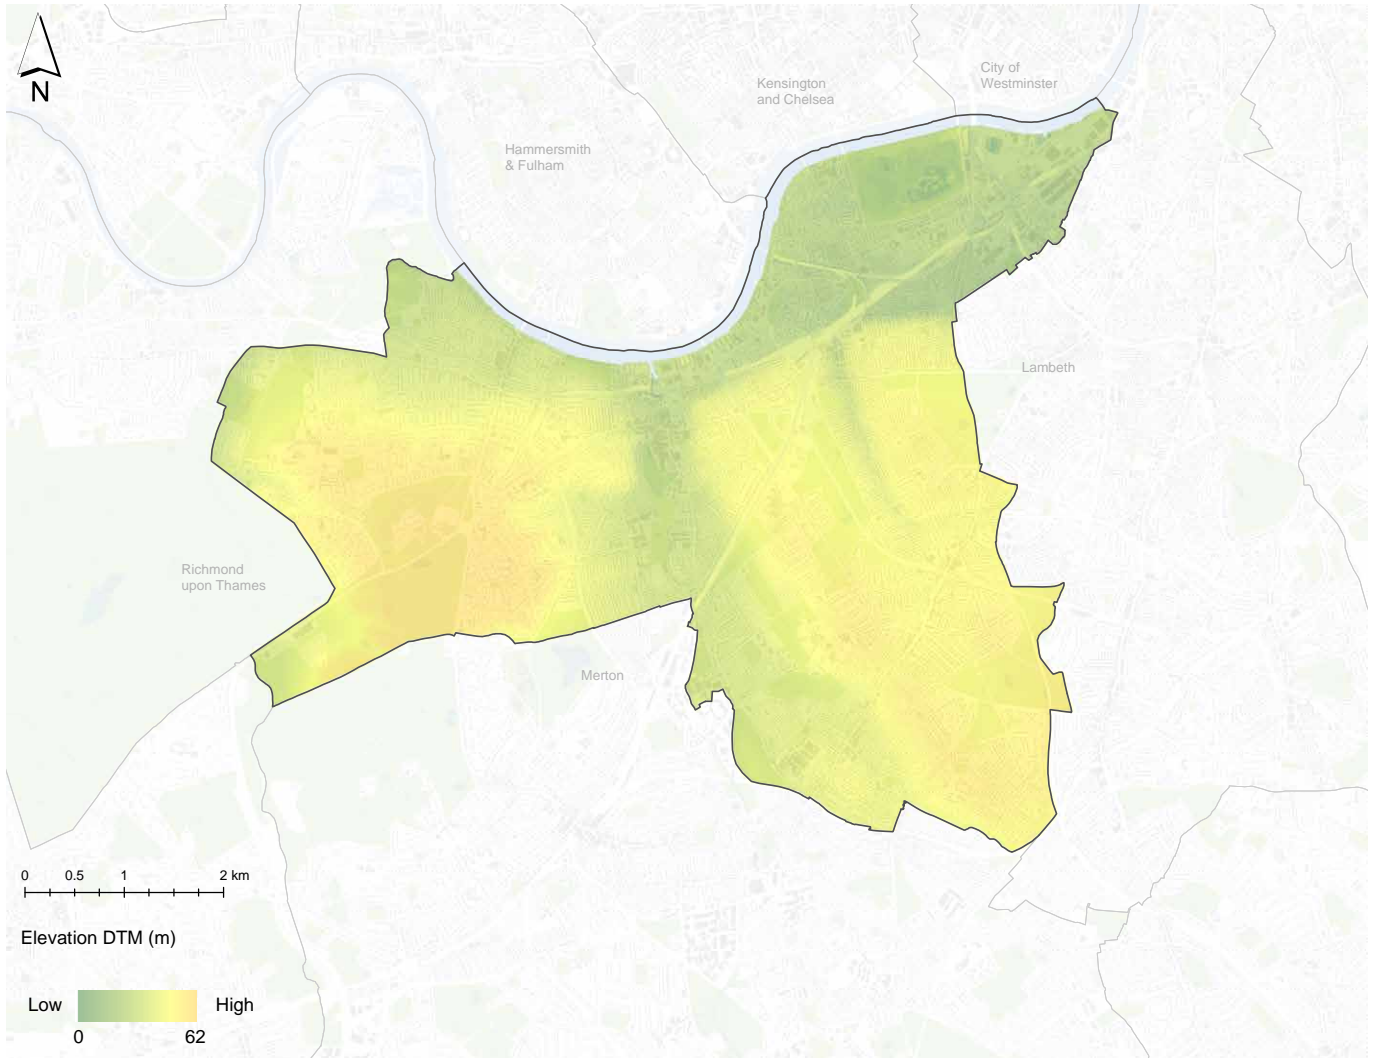 N
Kensington
and Chelsea
City of
Westminster
Hammersmith
& Fulham
Lambeth
Richmond
upon Thames
Merton
0 0.5 1 2 km
Elevation DTM (m)
Low High
0 62